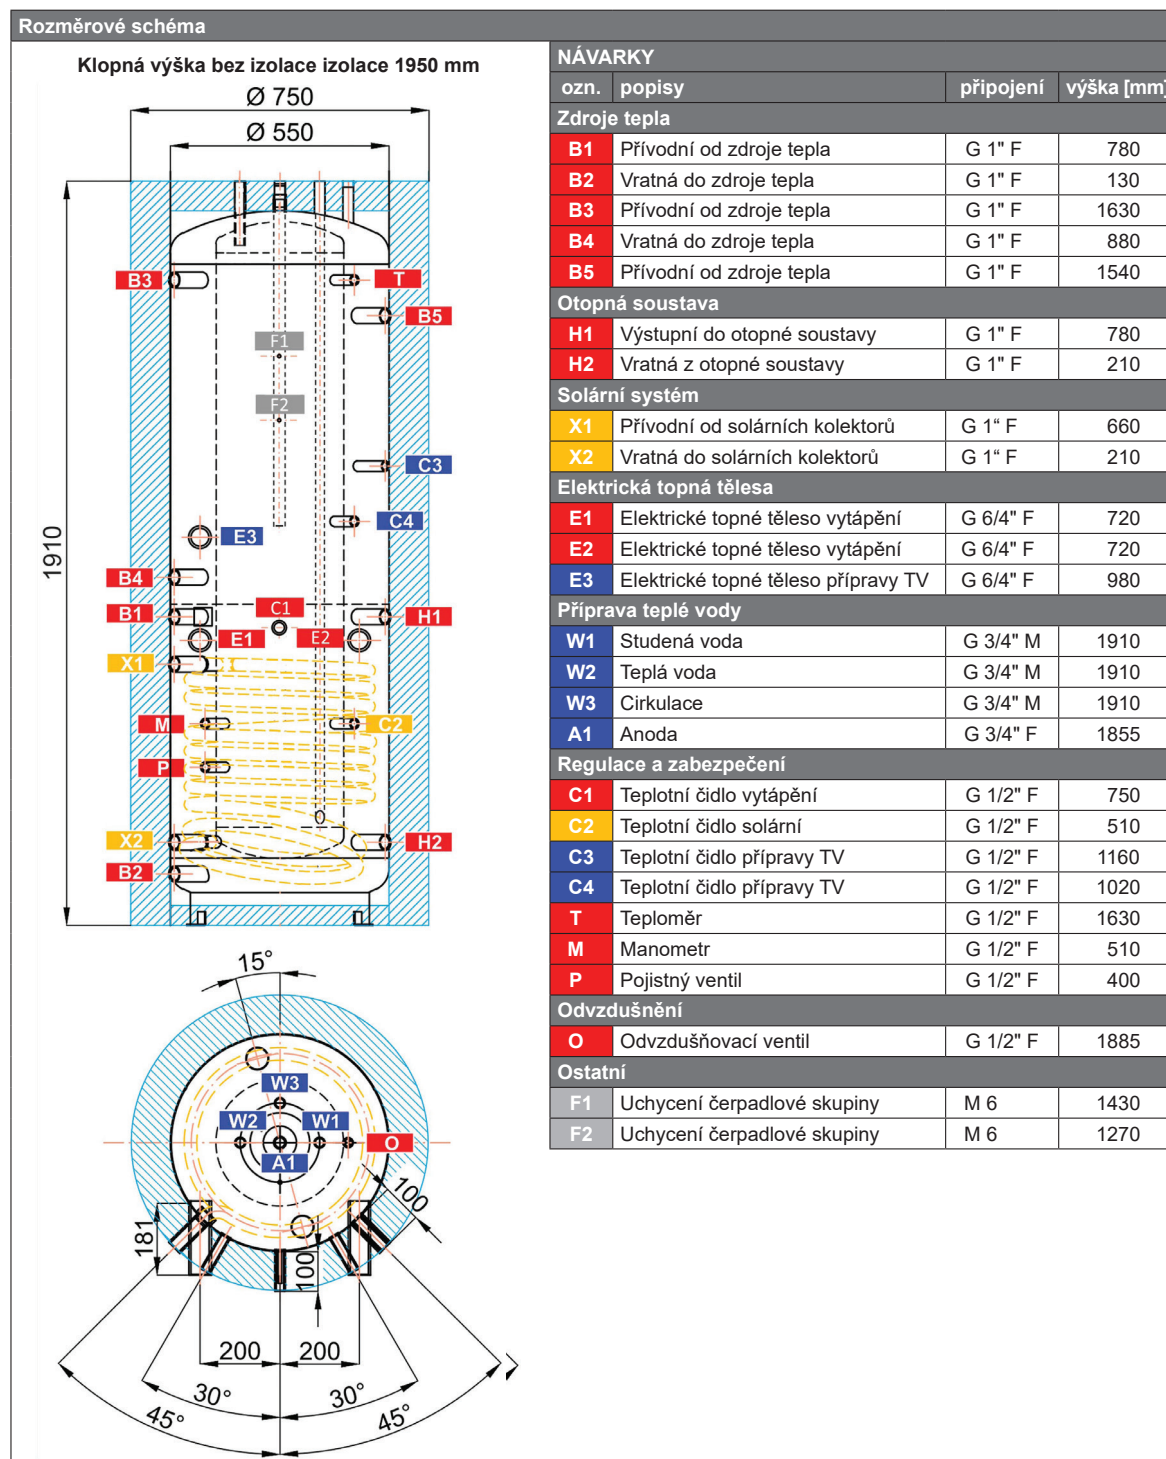 Rozměrové schéma
Klopná výška bez izolace izolace 1950 mm
Ø 750
Ø 550
1910
B3
T
B5
F1
F2
C3
C4
E3
B4
B1
C1
H1
E1
E2
X1
M
C2
P
X2
H2
B2
15°
W3
W2
W1
O
A1
100
181
100
200
200
30°
30°
45°
45°
NÁVARKY
ozn. popisy připojení výška [mm]
Zdroje tepla
B1 Přívodní od zdroje tepla G 1" F 780
B2 Vratná do zdroje tepla G 1" F 130
B3 Přívodní od zdroje tepla G 1" F 1630
B4 Vratná do zdroje tepla G 1" F 880
B5 Přívodní od zdroje tepla G 1" F 1540
Otopná soustava
H1 Výstupní do otopné soustavy G 1" F 780
H2 Vratná z otopné soustavy G 1" F 210
Solární systém
X1 Přívodní od solárních kolektorů G 1“ F 660
X2 Vratná do solárních kolektorů G 1“ F 210
Elektrická topná tělesa
E1 Elektrické topné těleso vytápění G 6/4" F 720
E2 Elektrické topné těleso vytápění G 6/4" F 720
E3 Elektrické topné těleso přípravy TV G 6/4" F 980
Příprava teplé vody
W1 Studená voda G 3/4" M 1910
W2 Teplá voda G 3/4" M 1910
W3 Cirkulace G 3/4" M 1910
A1 Anoda G 3/4" F 1855
Regulace a zabezpečení
C1 Teplotní čidlo vytápění G 1/2" F 750
C2 Teplotní čidlo solární G 1/2" F 510
C3 Teplotní čidlo přípravy TV G 1/2" F 1160
C4 Teplotní čidlo přípravy TV G 1/2" F 1020
T Teploměr G 1/2" F 1630
M Manometr G 1/2" F 510
P Pojistný ventil G 1/2" F 400
Odvzdušnění
O Odvzdušňovací ventil G 1/2" F 1885
Ostatní
F1 Uchycení čerpadlové skupiny M 6 1430
F2 Uchycení čerpadlové skupiny M 6 1270